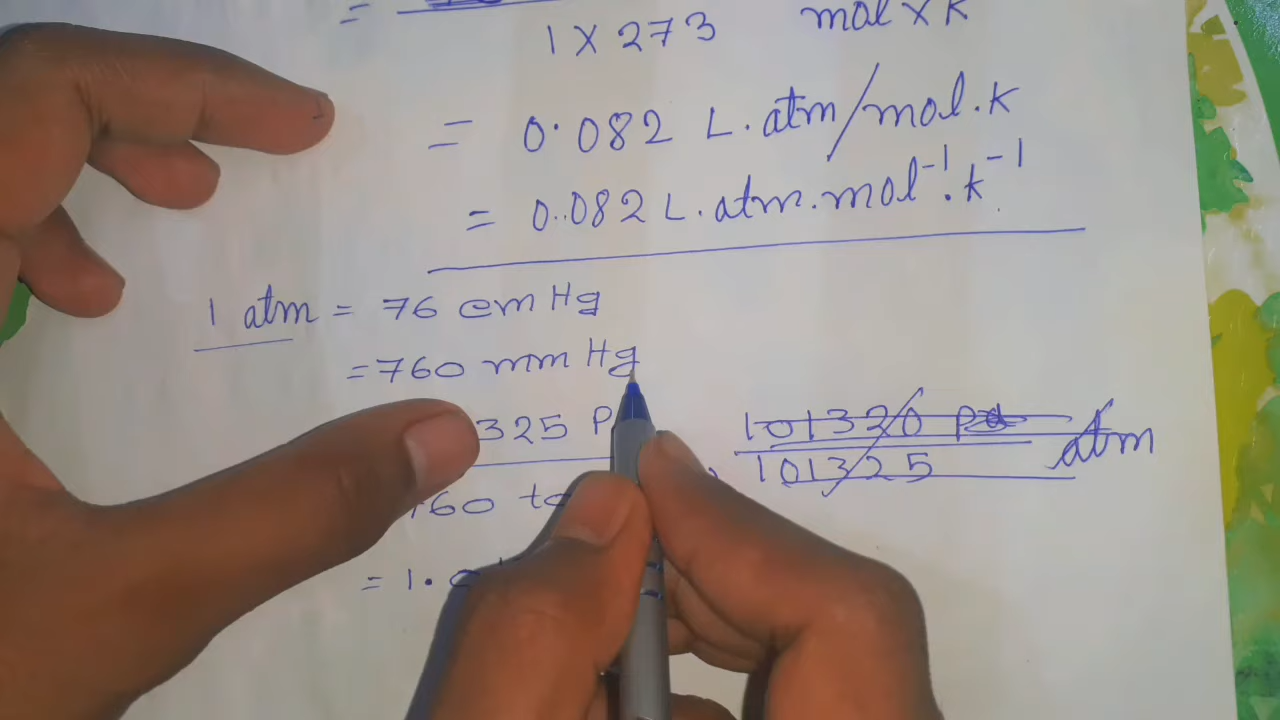 =
1 X 273 mol X K
= 0.082 L.atm/mol.K
= 0.082 L.atm.mol⁻¹.K⁻¹
1 atm = 76 cm Hg
= 760 mm Hg
325 P
101320 Pa
101325 atm
760 to
= 1.0